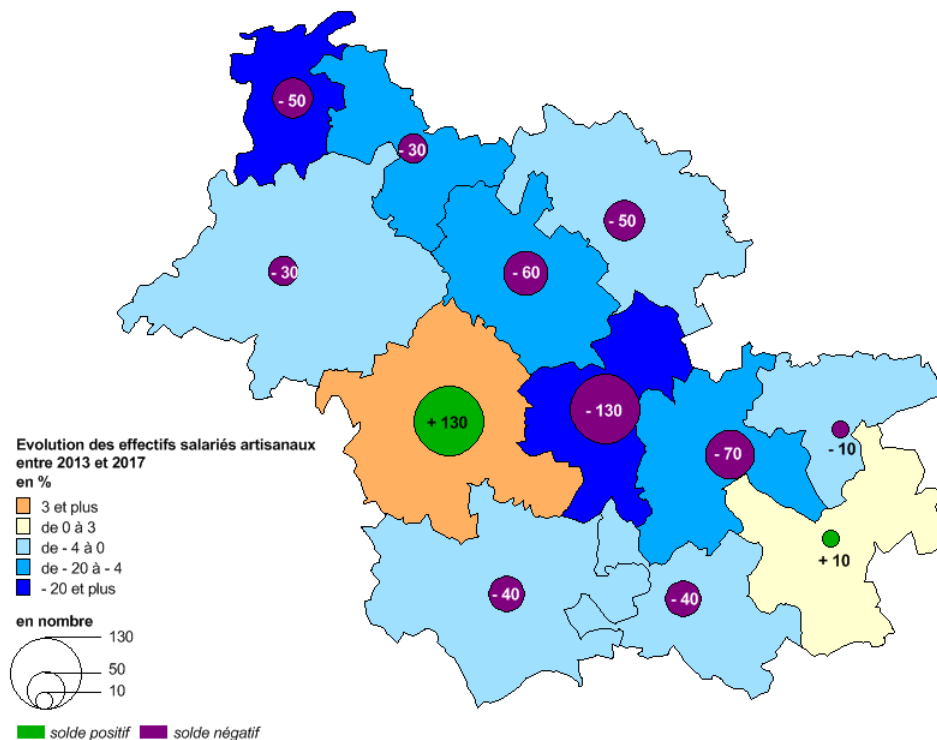 - 50
- 30
- 50
- 30
- 60
- 130
+ 130
- 70
- 10
+ 10
- 40
- 40
Evolution des effectifs salariés artisanaux
entre 2013 et 2017
en %
3 et plus
de 0 à 3
de - 4 à 0
de - 20 à - 4
- 20 et plus
en nombre
130
50
10
solde positif
solde négatif